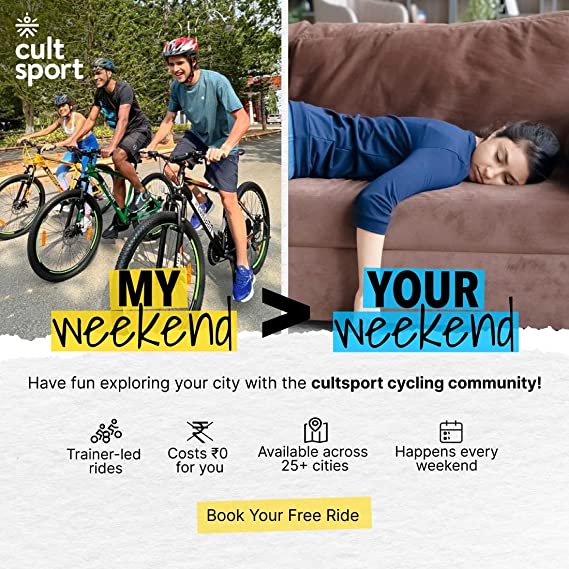 cult
sport
MY
weekend
>
YOUR
weekend
Have fun exploring your city with the cultsport cycling community!
Trainer-led
rides
Costs ₹0
for you
Available across
25+ cities
Happens every
weekend
Book Your Free Ride